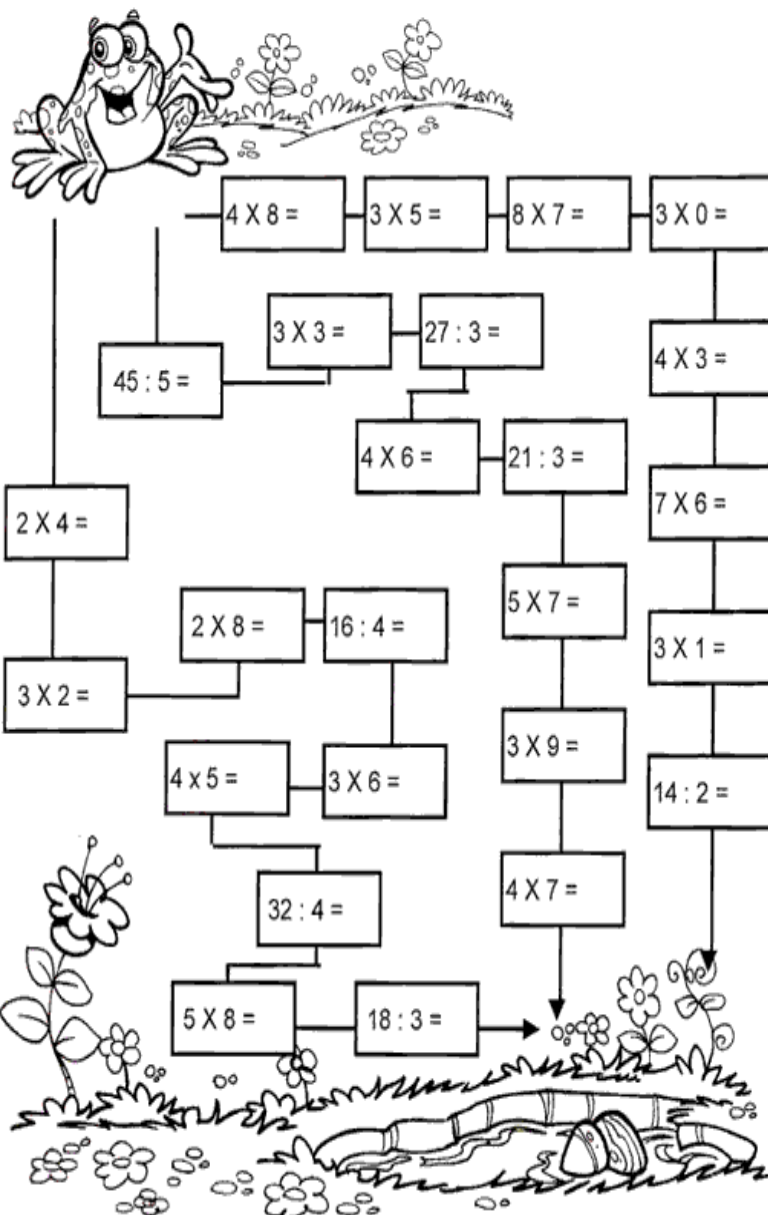 4 X 8 =
3 X 5 =
8 X 7 =
3 X 0 =
3 X 3 =
27 : 3 =
4 X 3 =
45 : 5 =
4 X 6 =
21 : 3 =
7 X 6 =
2 X 4 =
5 X 7 =
2 X 8 =
16 : 4 =
3 X 1 =
3 X 2 =
3 X 9 =
4 x 5 =
3 X 6 =
14 : 2 =
4 X 7 =
32 : 4 =
5 X 8 =
18 : 3 =